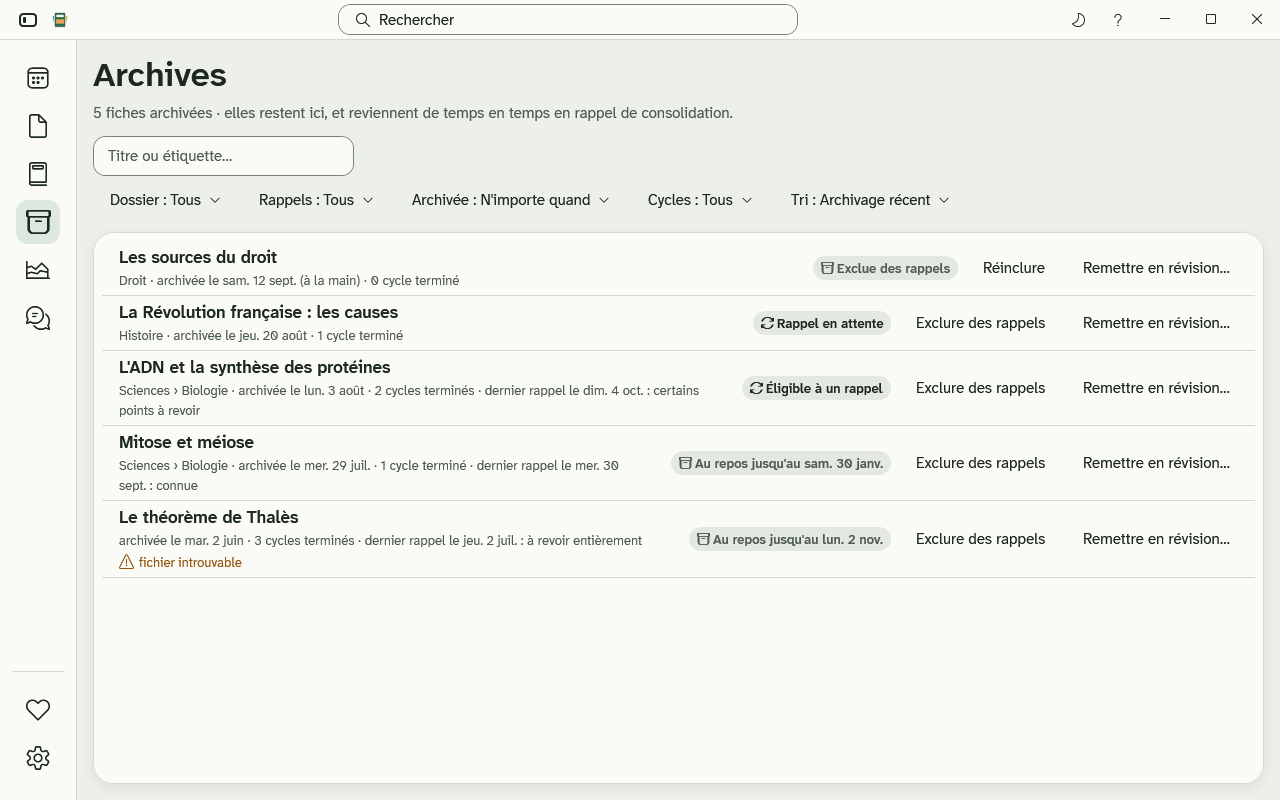 Rechercher
?
Archives
5 fiches archivées · elles restent ici, et reviennent de temps en temps en rappel de consolidation.
Titre ou étiquette...
Dossier : Tous
Rappels : Tous
Archivée : N'importe quand
Cycles : Tous
Tri : Archivage récent
Les sources du droit
Droit · archivée le sam. 12 sept. (à la main) · 0 cycle terminé
Exclue des rappels
Réinclure
Remettre en révision...
La Révolution française : les causes
Histoire · archivée le jeu. 20 août · 1 cycle terminé
Rappel en attente
Exclure des rappels
Remettre en révision...
L'ADN et la synthèse des protéines
Sciences › Biologie · archivée le lun. 3 août · 2 cycles terminés · dernier rappel le dim. 4 oct. : certains
points à revoir
Éligible à un rappel
Exclure des rappels
Remettre en révision...
Mitose et méiose
Sciences › Biologie · archivée le mer. 29 juil. · 1 cycle terminé · dernier rappel le mer. 30
sept. : connue
Au repos jusqu'au sam. 30 janv.
Exclure des rappels
Remettre en révision...
Le théorème de Thalès
archivée le mar. 2 juin · 3 cycles terminés · dernier rappel le jeu. 2 juil. : à revoir entièrement
fichier introuvable
Au repos jusqu'au lun. 2 nov.
Exclure des rappels
Remettre en révision...